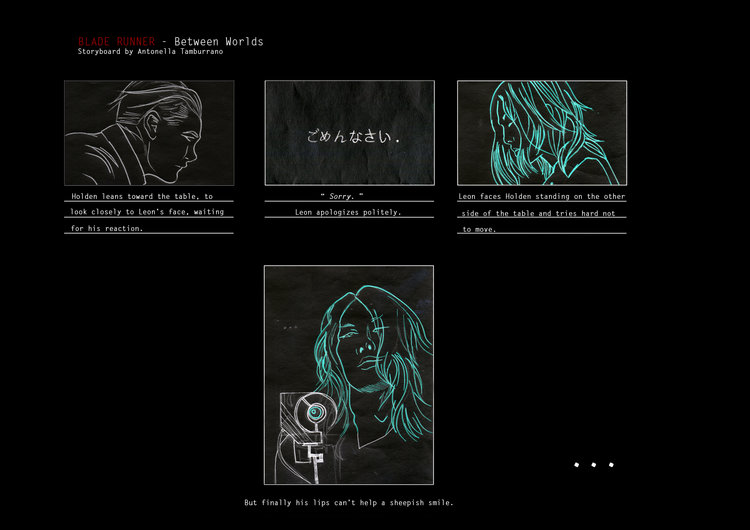 BLADE RUNNER - Between Worlds
Storyboard by Antonella Tamburrano
Holden leans toward the table, to
look closely to Leon's face, waiting
for his reaction.
ごめんなさい.
" Sorry. "
Leon apologizes politely.
Leon faces Holden standing on the other
side of the table and tries hard not
to move.
But finally his lips can't help a sheepish smile.
...